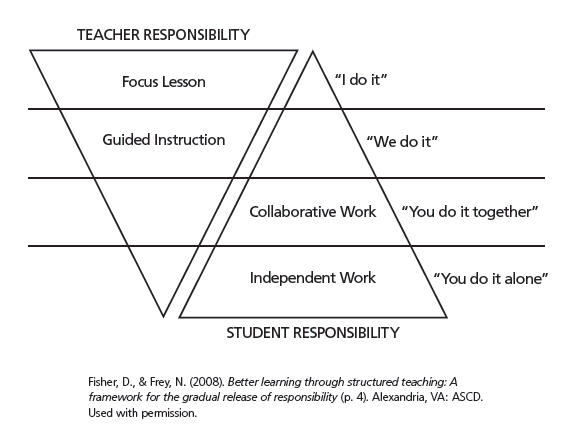 TEACHER RESPONSIBILITY
Focus Lesson
“I do it”
Guided Instruction
“We do it”
Collaborative Work
“You do it together”
Independent Work
“You do it alone”
STUDENT RESPONSIBILITY
Fisher, D., & Frey, N. (2008). Better learning through structured teaching: A
framework for the gradual release of responsibility (p. 4). Alexandria, VA: ASCD.
Used with permission.